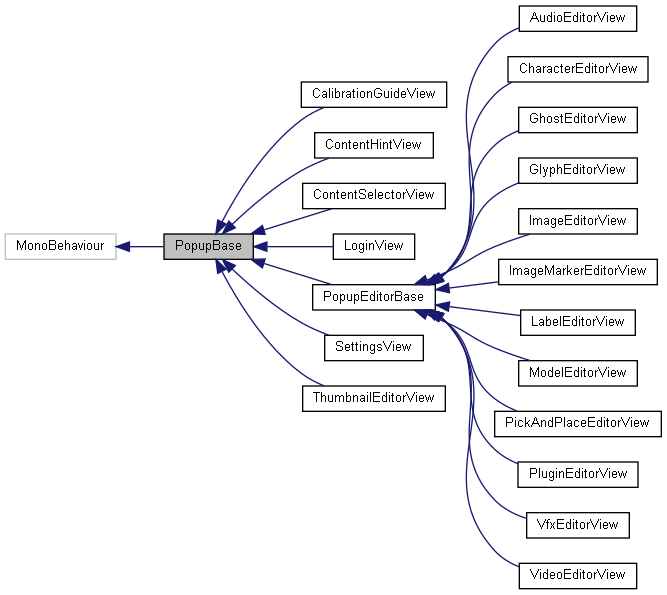 MonoBehaviour
PopupBase
CalibrationGuideView
ContentHintView
ContentSelectorView
LoginView
PopupEditorBase
SettingsView
ThumbnailEditorView
AudioEditorView
CharacterEditorView
GhostEditorView
GlyphEditorView
ImageEditorView
ImageMarkerEditorView
LabelEditorView
ModelEditorView
PickAndPlaceEditorView
PluginEditorView
VfxEditorView
VideoEditorView